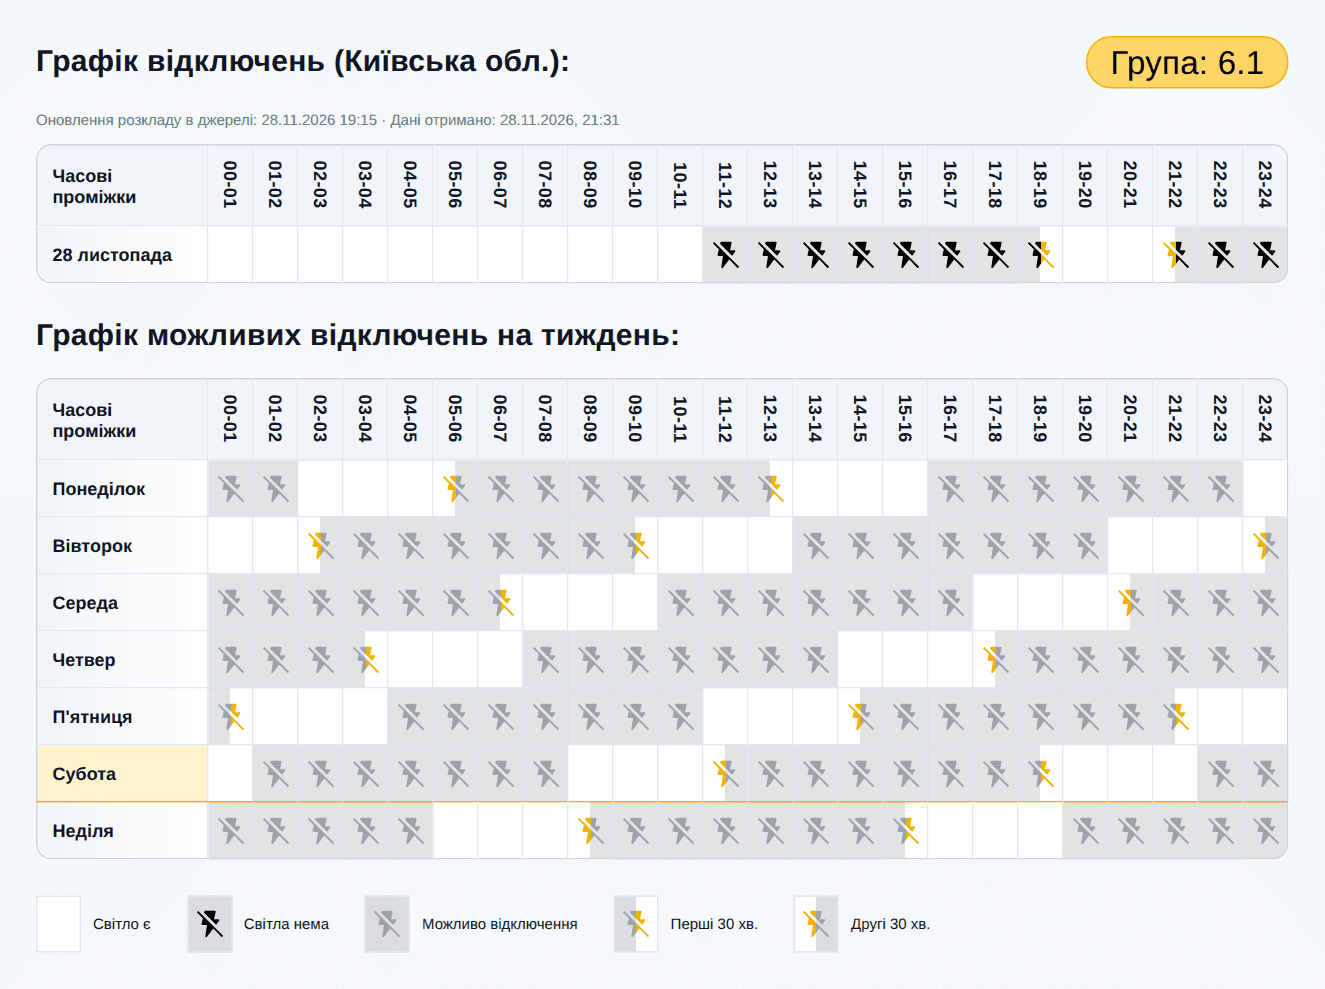 Графік відключень (Київська обл.):
Група: 6.1
Оновлення розкладу в джерелі: 28.11.2026 19:15 · Дані отримано: 28.11.2026, 21:31
Часові
проміжки
00-01 01-02 02-03 03-04 04-05 05-06 06-07 07-08 08-09 09-10 10-11 11-12 12-13 13-14 14-15 15-16 16-17 17-18 18-19 19-20 20-21 21-22 22-23 23-24
28 листопада
Графік можливих відключень на тиждень:
Часові
проміжки
00-01 01-02 02-03 03-04 04-05 05-06 06-07 07-08 08-09 09-10 10-11 11-12 12-13 13-14 14-15 15-16 16-17 17-18 18-19 19-20 20-21 21-22 22-23 23-24
Понеділок
Вівторок
Середа
Четвер
П'ятниця
Субота
Неділя
Світло є
Світла нема
Можливо відключення
Перші 30 хв.
Другі 30 хв.